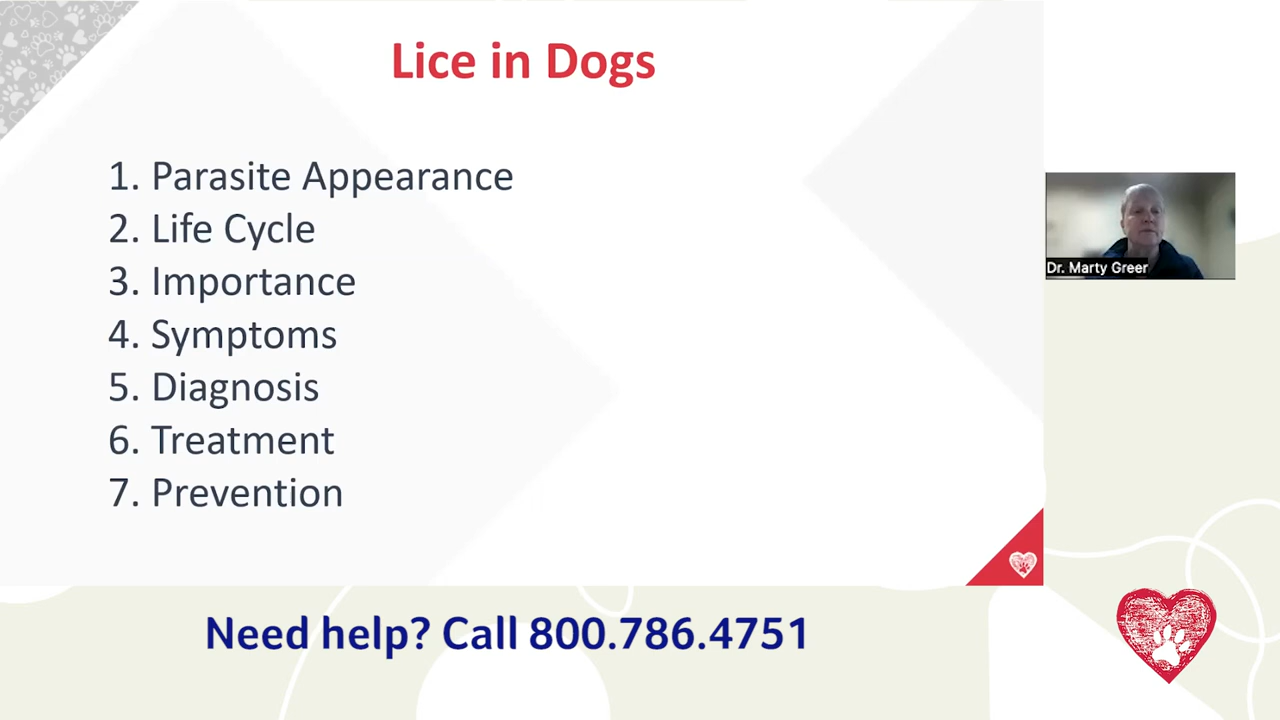 Lice in Dogs
1. Parasite Appearance
2. Life Cycle
3. Importance
4. Symptoms
5. Diagnosis
6. Treatment
7. Prevention
Dr. Marty Greer
Need help? Call 800.786.4751